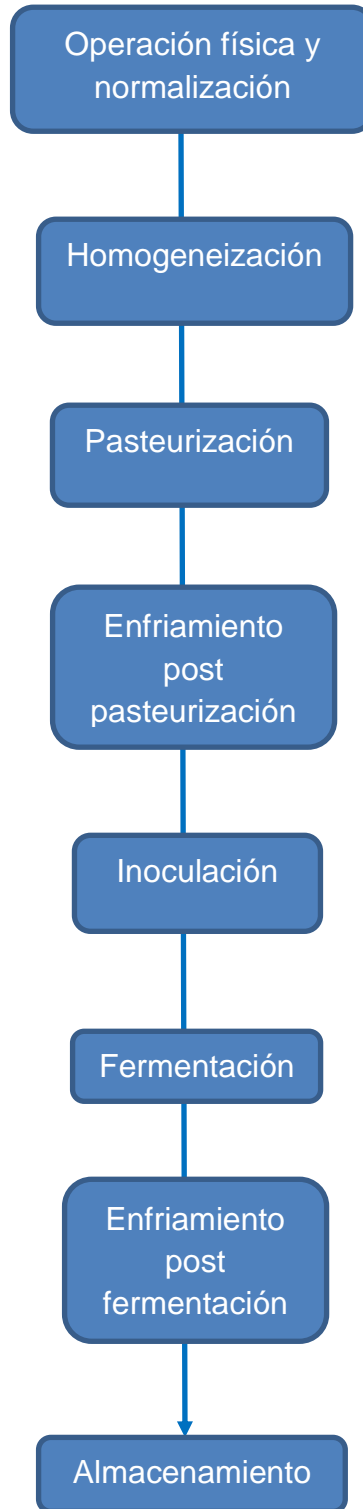 Operación física y
normalización
Homogeneización
Pasteurización
Enfriamiento
post
pasteurización
Inoculación
Fermentación
Enfriamiento
post
fermentación
Almacenamiento